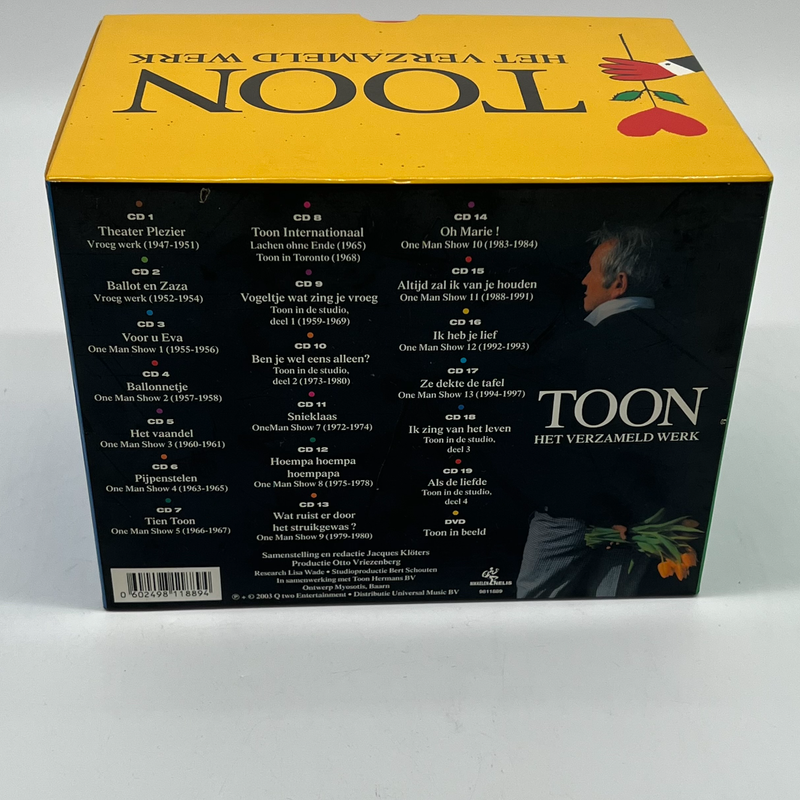 TOON
HET VERZAMELD WERK
CD 1
Theater Plezier
Vroeg werk (1947-1951)
CD 2
Ballot en Zaza
Vroeg werk (1952-1954)
CD 3
Voor u Eva
One Man Show 1 (1955-1956)
CD 4
Ballonnetje
One Man Show 2 (1957-1958)
CD 5
Het vaandel
One Man Show 3 (1960-1961)
CD 6
Pijpenstelen
One Man Show 4 (1963-1965)
CD 7
Tien Toon
One Man Show 5 (1966-1967)
CD 8
Toon Internationaal
Lachen ohne Ende (1965)
Toon in Toronto (1968)
CD 9
Vogeltje wat zing je vroeg
Toon in de studio,
deel 1 (1959-1969)
CD 10
Ben je wel eens alleen?
Toon in de studio,
deel 2 (1973-1980)
CD 11
Snieklaas
OneMan Show 7 (1972-1974)
CD 12
Hoempa hoempa
hoempapa
One Man Show 8 (1975-1978)
CD 13
Wat ruist er door
het struikgewas ?
One Man Show 9 (1979-1980)
CD 14
Oh Marie !
One Man Show 10 (1983-1984)
CD 15
Altijd zal ik van je houden
One Man Show 11 (1988-1991)
CD 16
Ik heb je lief
One Man Show 12 (1992-1993)
CD 17
Ze dekte de tafel
One Man Show 13 (1994-1997)
CD 18
Ik zing van het leven
Toon in de studio,
deel 3
CD 19
Als de liefde
Toon in de studio,
deel 4
DVD
Toon in beeld
TOON
HET VERZAMELD WERK
Samenstelling en redactie Jacques Klöters
Productie Otto Vriezenberg
Research Lisa Wade • Studioproductie Bert Schouten
In samenwerking met Toon Hermans BV
Ontwerp Myosotis, Baarn
℗ + © 2003 Q two Entertainment • Distributie Universal Music BV
0 602498 118894
9811889